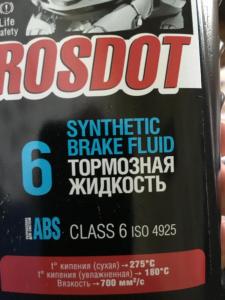 Life
Safety
ROSDOT
6
SYNTHETIC
BRAKE FLUID
ТОРМОЗНАЯ
ЖИДКОСТЬ
ABS
CLASS 6 ISO 4925
t° кипения (сухая) → 275°C
t° кипения (увлажненная) → 180°C
Вязкость → 700 мм²/с